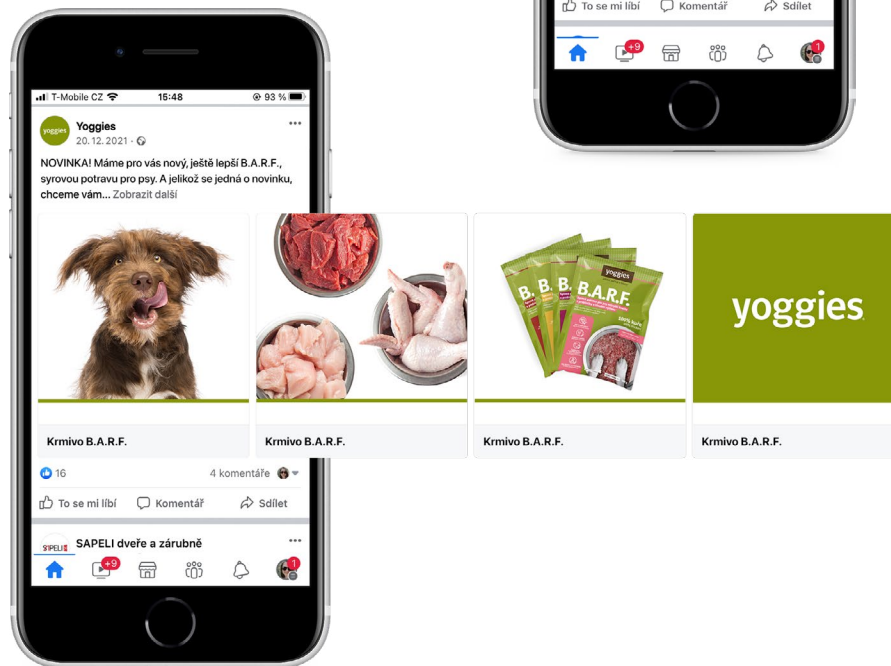 To se mi líbí Komentář Sdílet
+9 1
T-Mobile CZ 15:48 93 %
yoggies Yoggies
20. 12. 2021 ·
NOVINKA! Máme pro vás nový, ještě lepší B.A.R.F.,
syrovou potravu pro psy. A jelikož se jedná o novinku,
chceme vám... Zobrazit další
yoggies
B. B. B. B.A.R.F.
100% kuře
yoggies
Krmivo B.A.R.F. Krmivo B.A.R.F. Krmivo B.A.R.F. Krmivo B.A.R.F.
16 4 komentáře
To se mi líbí Komentář Sdílet
SAPELI SAPELI dveře a zárubně
+9 1